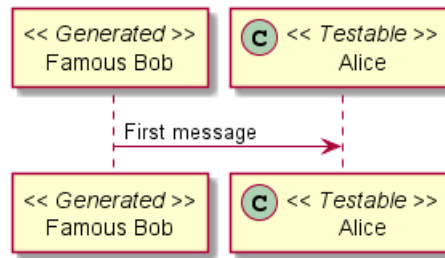 << Generated >>
Famous Bob
C << Testable >>
Alice
First message
<< Generated >>
Famous Bob
C << Testable >>
Alice